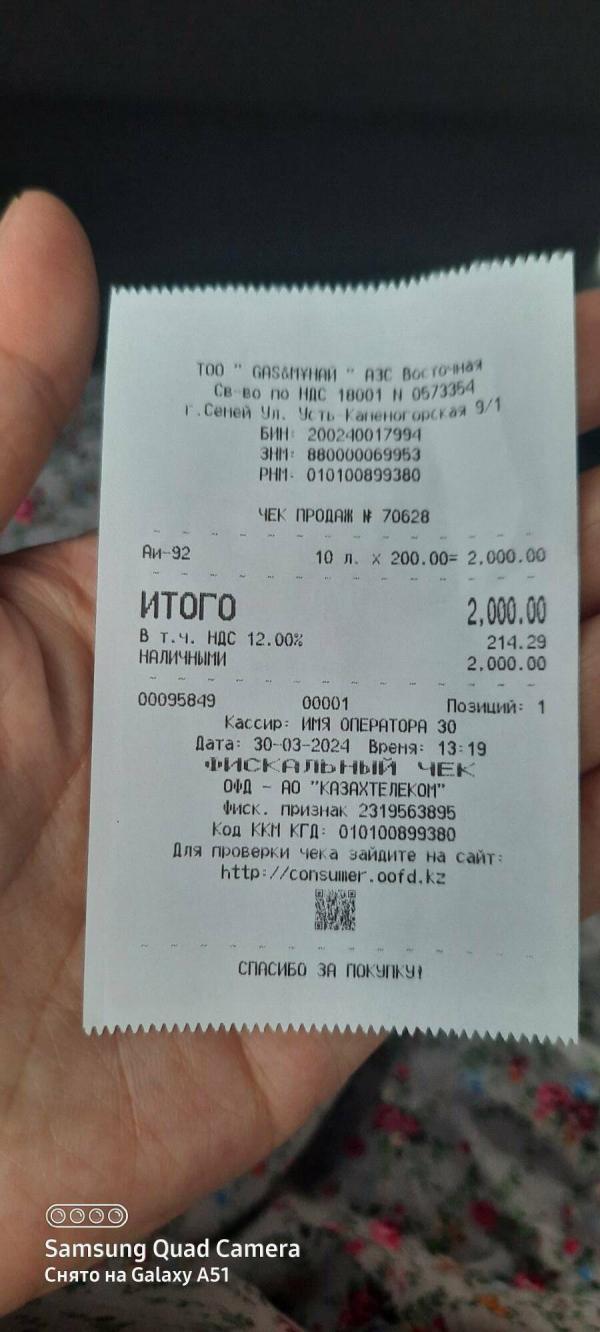 ТОО " GAS&МУНАЙ " АЗС Восточная
Св-во по НДС 18001 N 0573354
г.Семей Ул. Усть-Каменогорская 9/1
БИН: 200240017994
ЗНМ: 880000069953
РНМ: 010100899380
ЧЕК ПРОДАЖ № 70628
Аи-92 10 л. x 200.00= 2,000.00
ИТОГО 2,000.00
В т.ч. НДС 12.00% 214.29
НАЛИЧНЫМИ 2,000.00
00095849 00001 Позиций: 1
Кассир: ИМЯ ОПЕРАТОРА 30
Дата: 30-03-2024 Время: 13:19
ФИСКАЛЬНЫЙ ЧЕК
ОФД - АО "КАЗАХТЕЛЕКОМ"
Фиск. признак 2319563895
Код ККМ КГД: 010100899380
Для проверки чека зайдите на сайт:
http://consumer.oofd.kz
СПАСИБО ЗА ПОКУПКУ!
Samsung Quad Camera
Снято на Galaxy A51